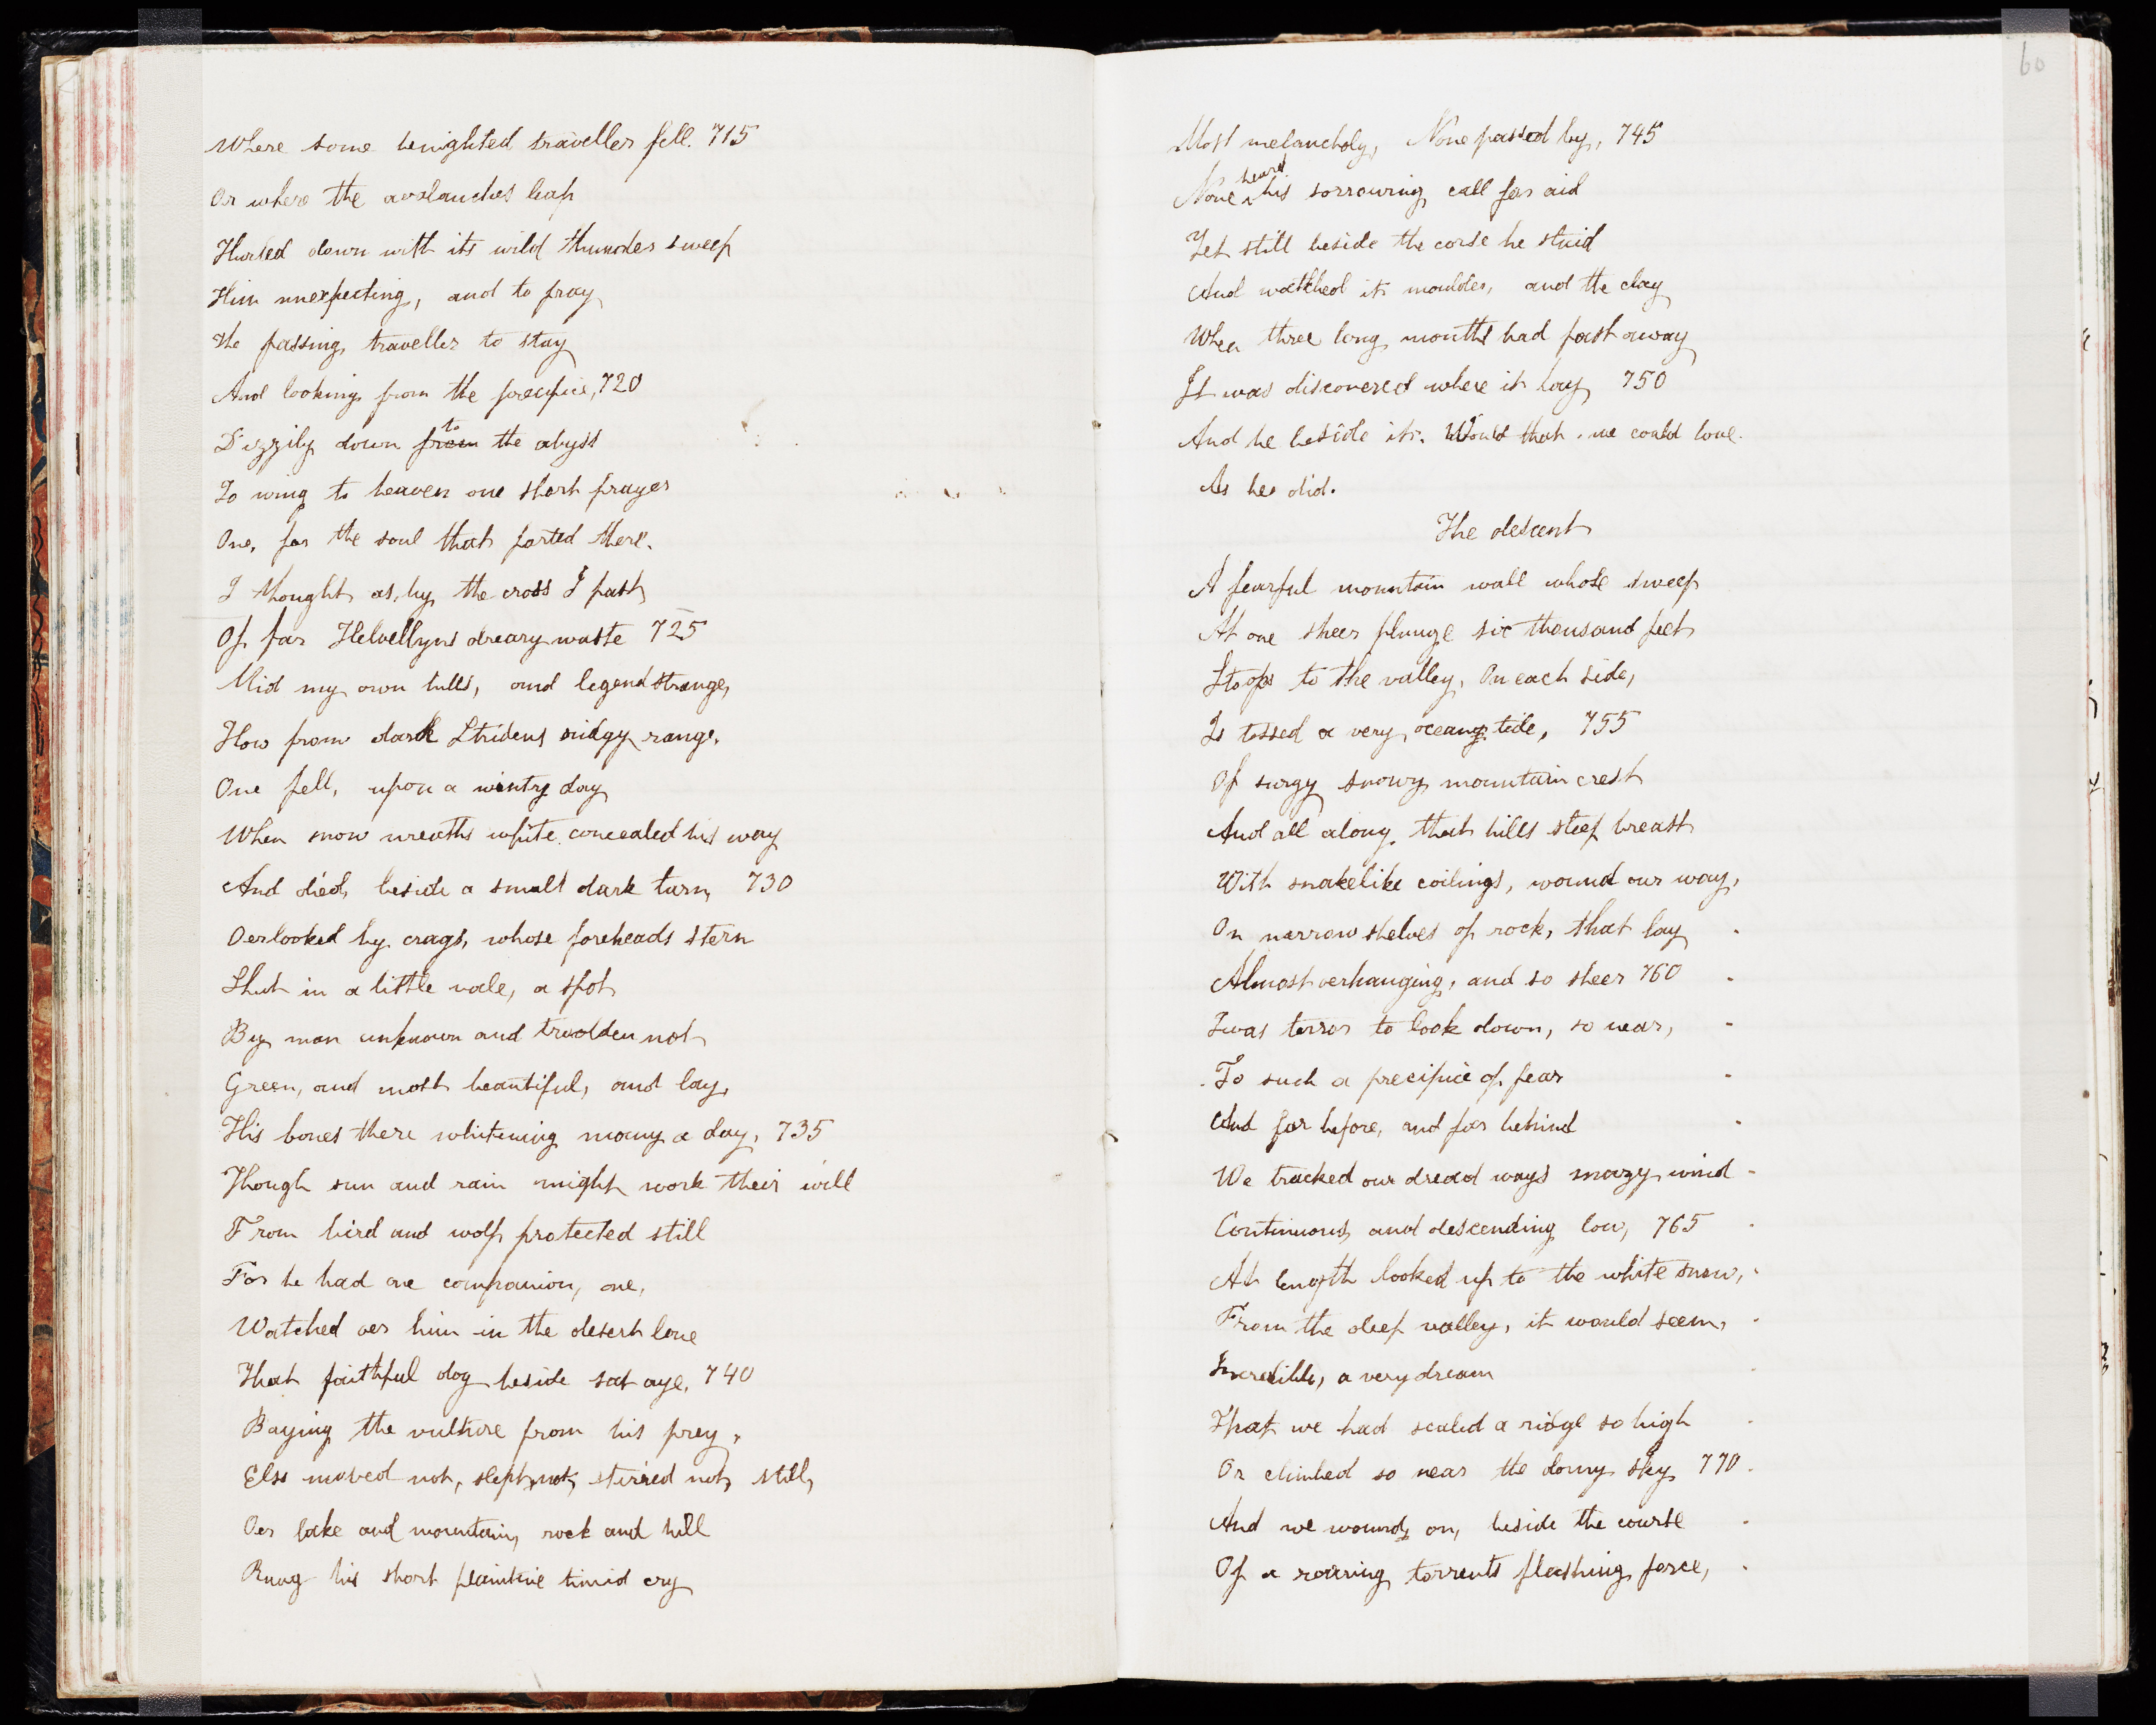 Where some benighted traveller fell. 715
Or where the avalanches leap
Hurled down with its wild thunder sweep
Him unexpecting, and to pray
The passing traveller to stay
And looking from the precipice, 720
Dizzily down from to the abyss
To wing to heaven one short prayer
One, for the soul that parted there.
I thought as, by the cross I past
Of far Helvellyns dreary waste 725
Mid my own hills, and legend strange,
How from dark Stridens ridgy range,
One fell, upon a wintry day
When snow wreaths white concealed his way
And died, beside a small dark tarn, 730
Oerlooked by crags, whose foreheads stern
Shut in a little vale, a spot
By man unknown and trodden not
Green, and most beautiful, and lay,
His bones there whitening many a day, 735
Though sun and rain might work their will
From bird and wolf protected still
For he had one companion, one,
Watched oer him in the desert lone
That faithful dog beside sat aye, 740
Baying the vulture from his prey,
Else moved not, slept not, stirred not, still,
Oer lake and mountain, rock and hill
Rung his short plaintive timid cry
60
Most melancholy, None passed by, 745
None heard his sorrowing call for aid
Yet still beside the corse he staid
And watched it moulder, and the clay
When three long months had past away
It was discovered where it lay 750
And he beside it. Would that we could love
As he did.
The descent
A fearful mountain wall whose sweep
At one sheer plunge six thousand feet
Stoops to the valley, On each side,
Is tossed a very oceans tide, 755
Of surgy snowy mountain crest
And all along that hills steep breast
With snakelike coilings, wound our way,
On narrow shelves of rock, that lay
Almost verhanging, and so sheer 760
Twas terror to look down, so near,
To such a precipice of fear
And far before, and far behind
We tracked our dread ways mazy wind
Continuous, and descending low, 765
At length looked up to the white snow,
From the deep valley, it would seem,
Incredible, a very dream
That we had scaled a ridge so high
Or climbed so near the domy sky 770
And we wound on, beside the course
Of a roaring torrents flashing force,